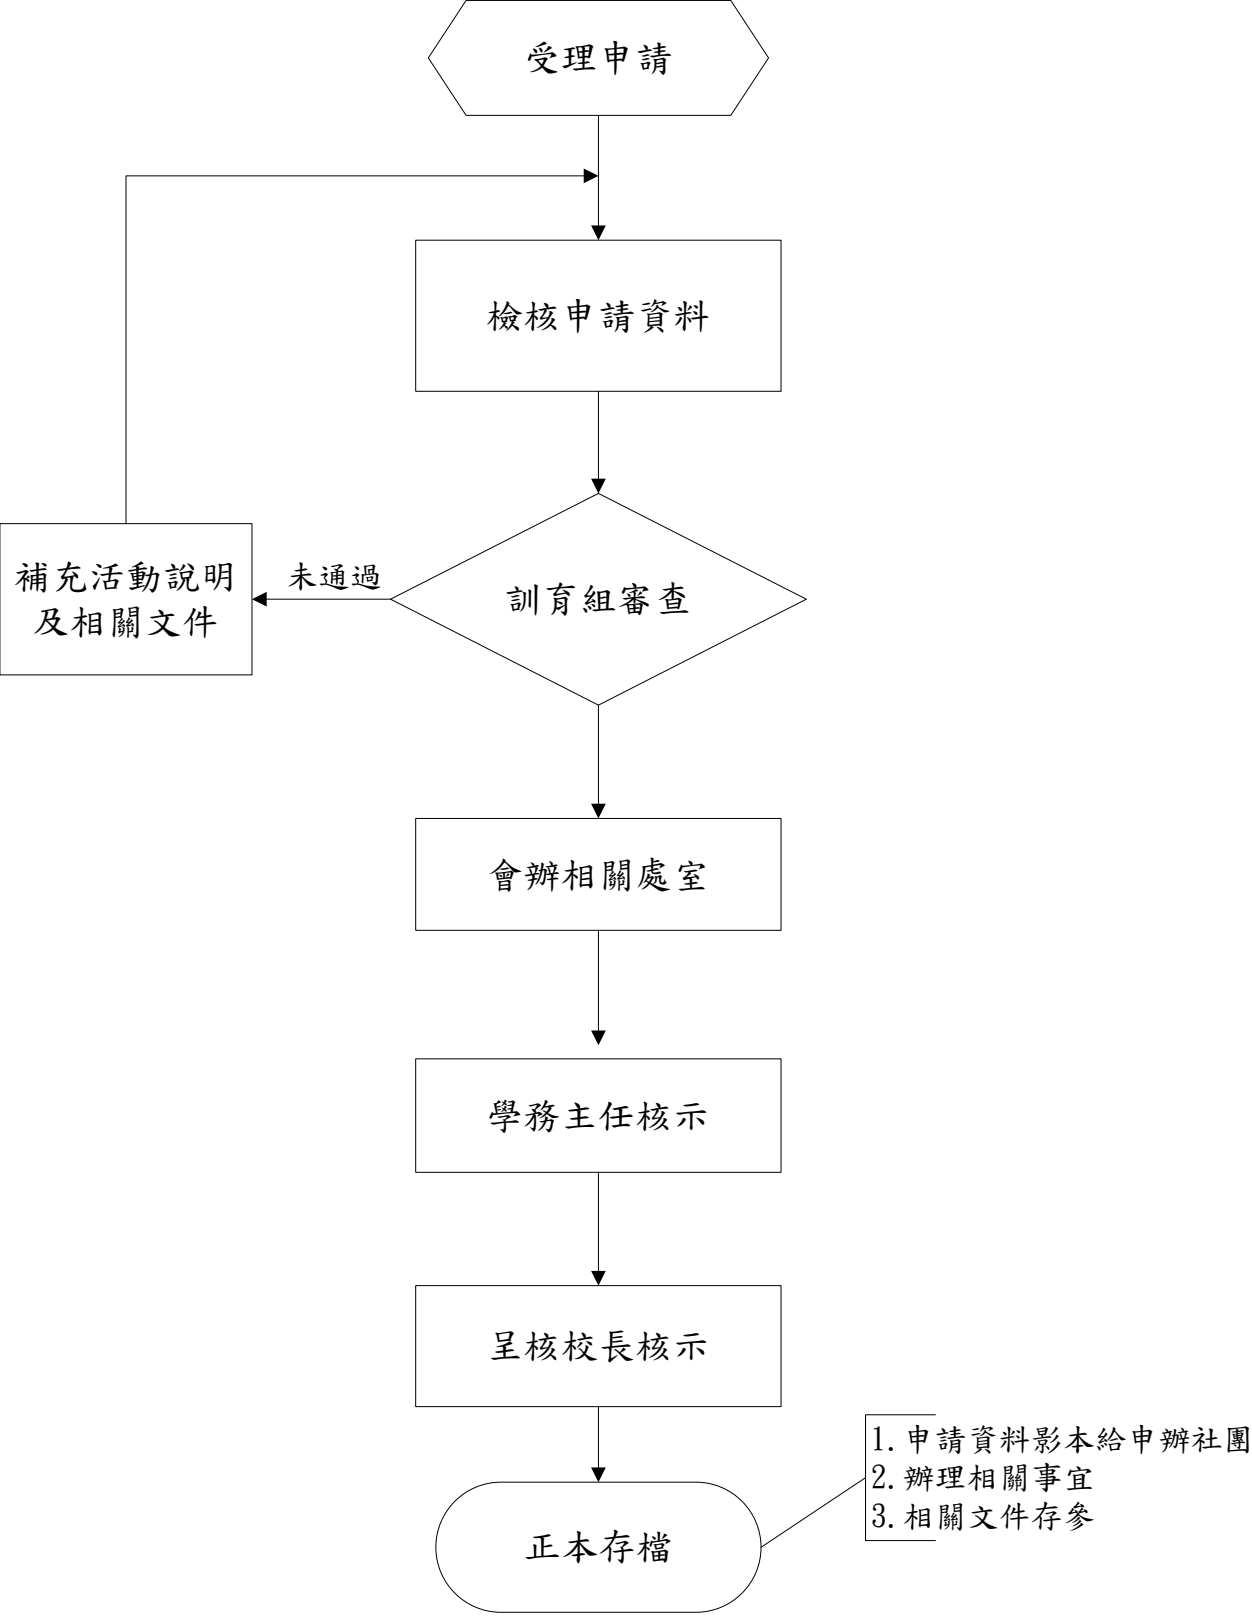 受理申請
檢核申請資料
訓育組審查
未通過
補充活動說明
及相關文件
會辦相關處室
學務主任核示
呈核校長核示
正本存檔
1.申請資料影本給申辦社團
2.辦理相關事宜
3.相關文件存參